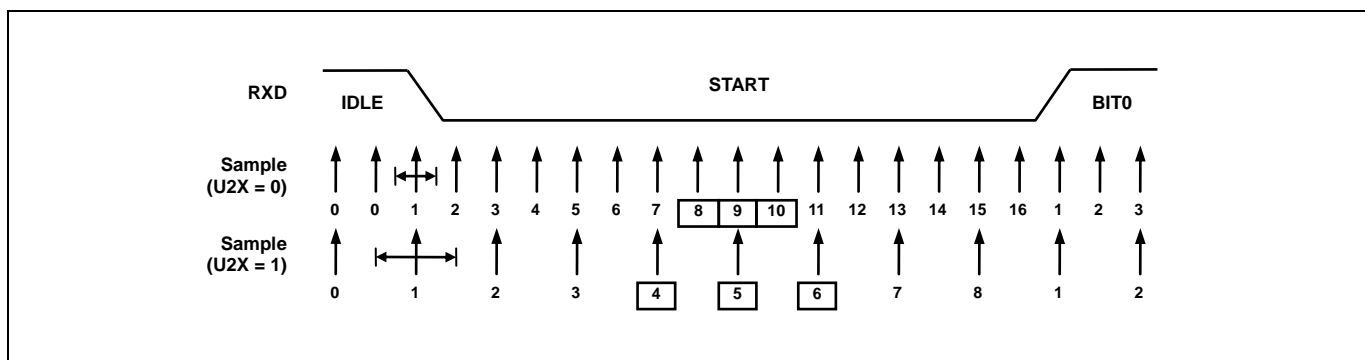 RXD
IDLE
START
BIT0
Sample
(U2X = 0)
0 0 1 2 3 4 5 6 7 8 9 10 11 12 13 14 15 16 1 2 3
Sample
(U2X = 1)
0 1 2 3 4 5 6 7 8 1 2